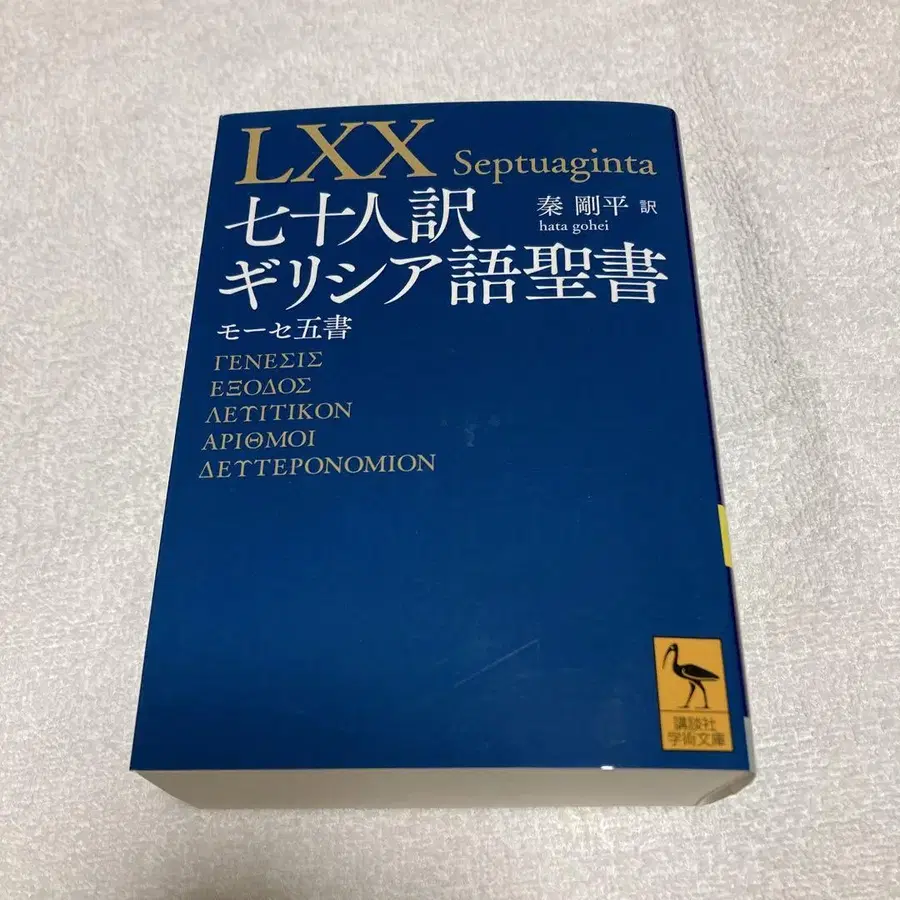 LXX Septuaginta
七十人訳
秦 剛平 訳
hata gohei
ギリシア語聖書
モーセ五書
ΓΕΝΕΣΙΣ
ΕΞΟΔΟΣ
ΛΕΥΙΤΙΚΟΝ
ΑΡΙΘΜΟΙ
ΔΕΥΤΕΡΟΝΟΜΙΟΝ
講談社
学術文庫